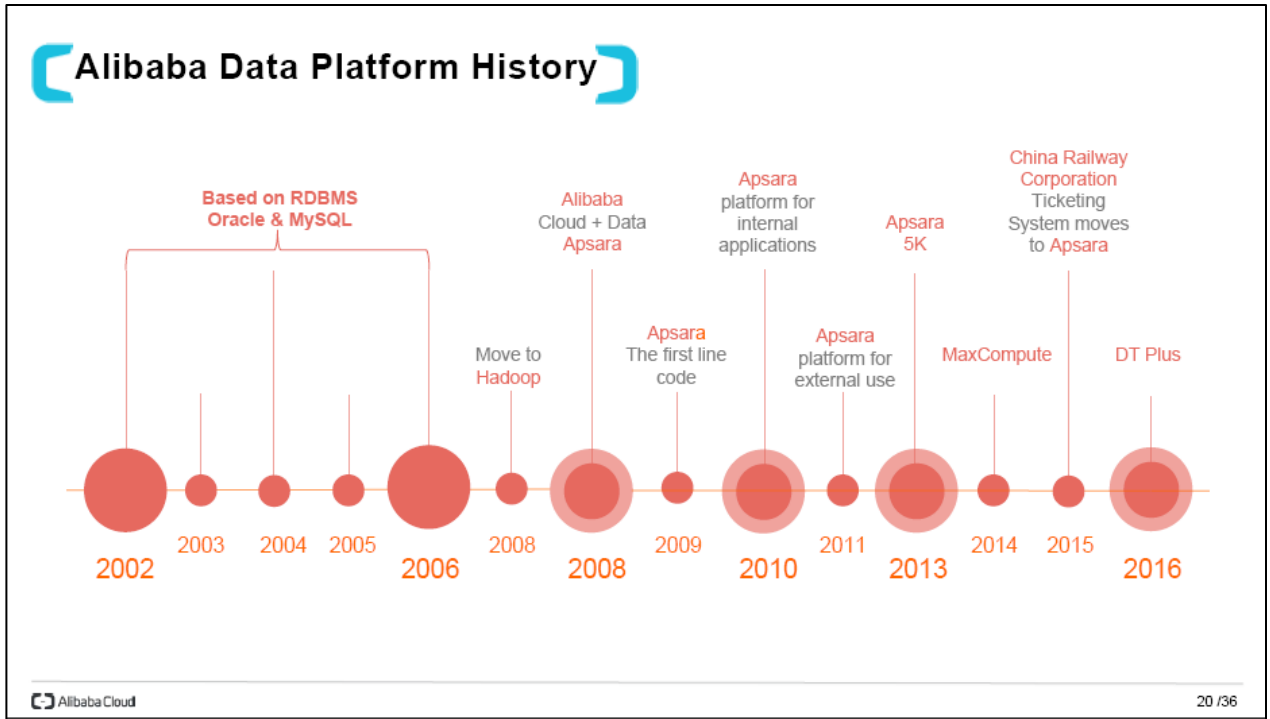 Alibaba Data Platform History
Based on RDBMS
Oracle & MySQL
Move to
Hadoop
Alibaba
Cloud + Data
Apsara
Apsara
The first line
code
Apsara
platform for
internal
applications
Apsara
platform for
external use
Apsara
5K
MaxCompute
China Railway
Corporation
Ticketing
System moves
to Apsara
DT Plus
2002
2003
2004
2005
2006
2008
2008
2009
2010
2011
2013
2014
2015
2016
Alibaba Cloud
20 /36